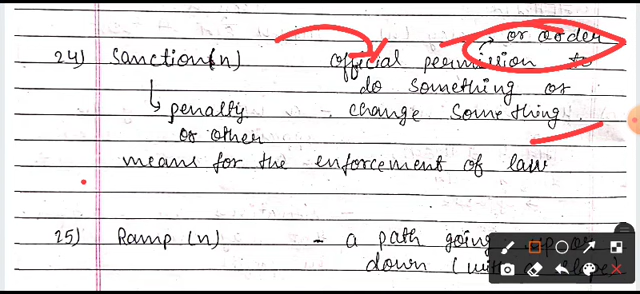 or order
24) Sanction (n) official permission to
do something or
↳ penalty - change something.
or other
means for the enforcement of law
25) Ramp (n) - a path going up or
down (with a slope)